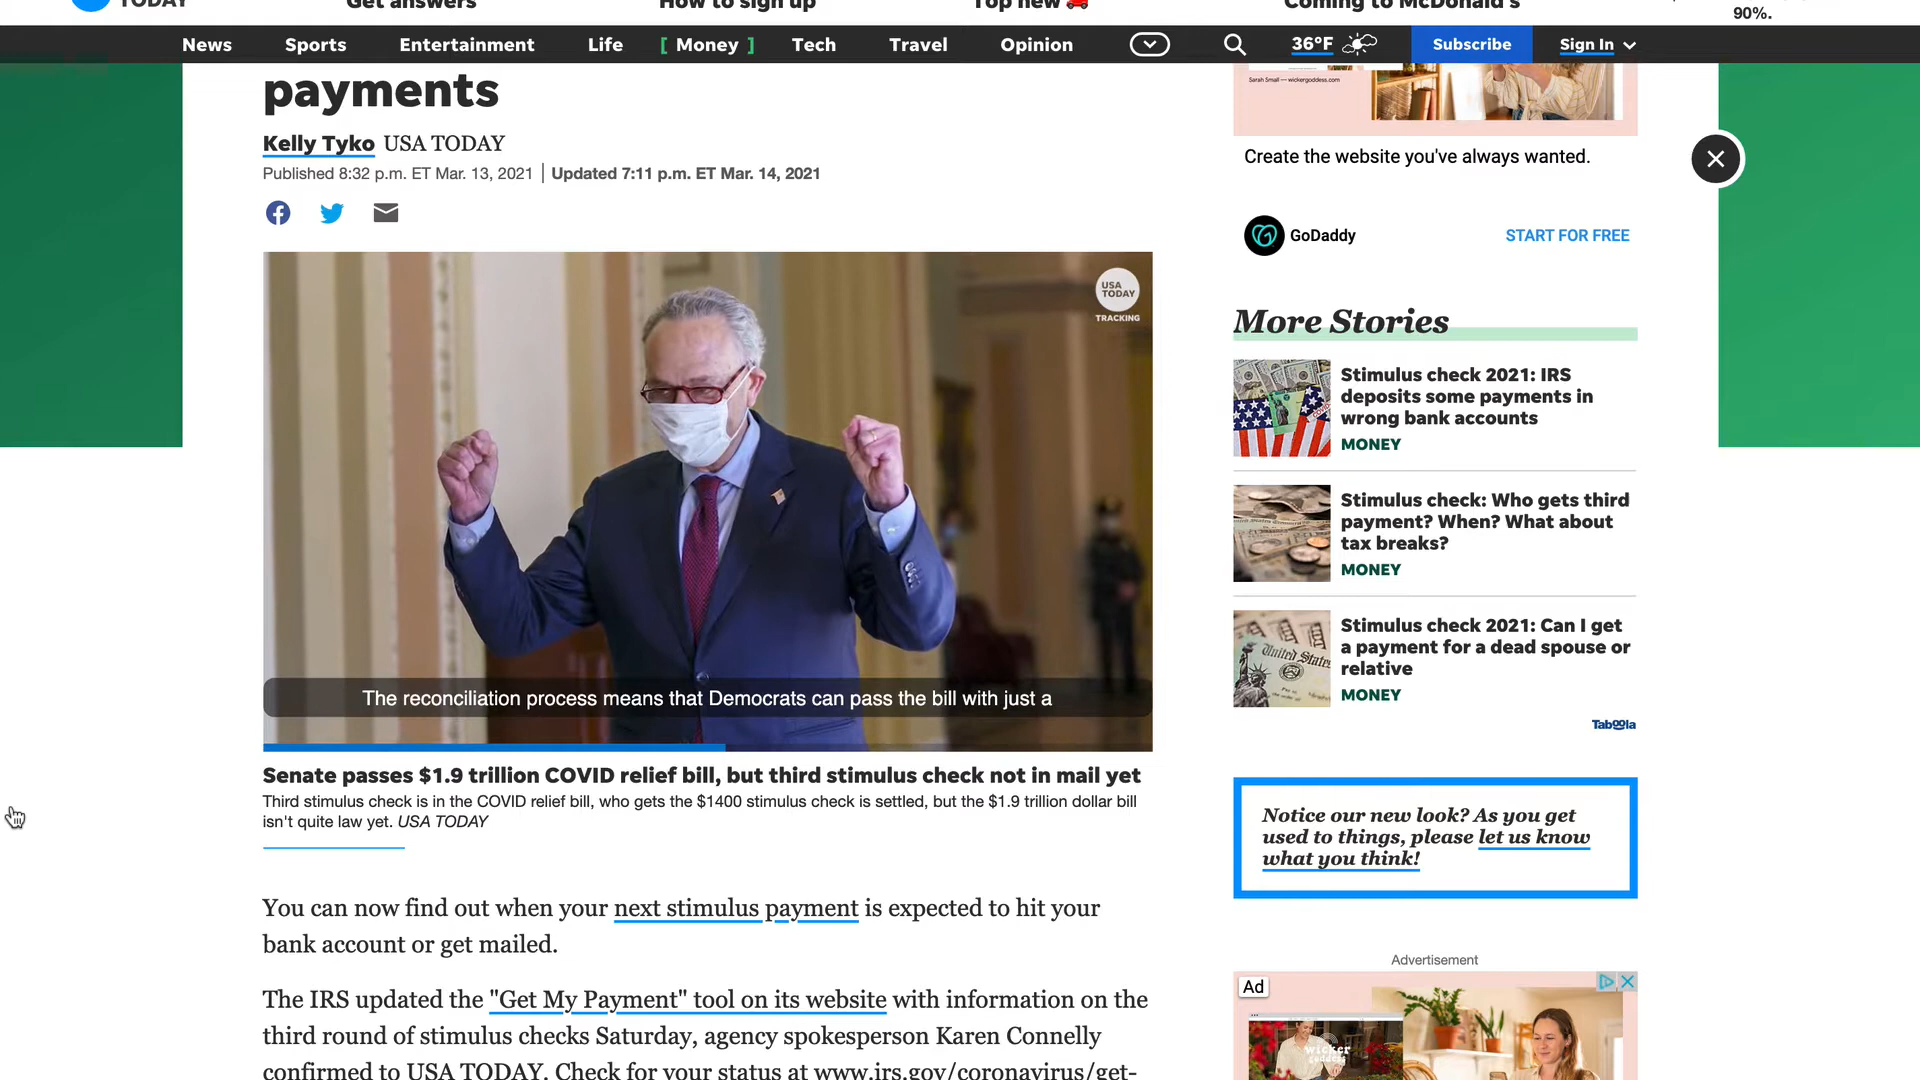 TODAY
Get answers
How to sign up
Top new
Coming to McDonald's
90%.
News
Sports
Entertainment
Life
[ Money ]
Tech
Travel
Opinion
36°F
Subscribe
Sign In
payments
Kelly Tyko USA TODAY
Published 8:32 p.m. ET Mar. 13, 2021 | Updated 7:11 p.m. ET Mar. 14, 2021
USA
TODAY
TRACKING
The reconciliation process means that Democrats can pass the bill with just a
Senate passes $1.9 trillion COVID relief bill, but third stimulus check not in mail yet
Third stimulus check is in the COVID relief bill, who gets the $1400 stimulus check is settled, but the $1.9 trillion dollar bill
isn't quite law yet. USA TODAY
You can now find out when your next stimulus payment is expected to hit your
bank account or get mailed.
The IRS updated the "Get My Payment" tool on its website with information on the
third round of stimulus checks Saturday, agency spokesperson Karen Connelly
confirmed to USA TODAY. Check for your status at www.irs.gov/coronavirus/get-
Sarah Small — wickergoddess.com
Create the website you've always wanted.
GoDaddy
START FOR FREE
More Stories
Stimulus check 2021: IRS
deposits some payments in
wrong bank accounts
MONEY
Stimulus check: Who gets third
payment? When? What about
tax breaks?
MONEY
United States
Stimulus check 2021: Can I get
a payment for a dead spouse or
relative
MONEY
Taboola
Notice our new look? As you get
used to things, please let us know
what you think!
Advertisement
Ad
wicker
goddess